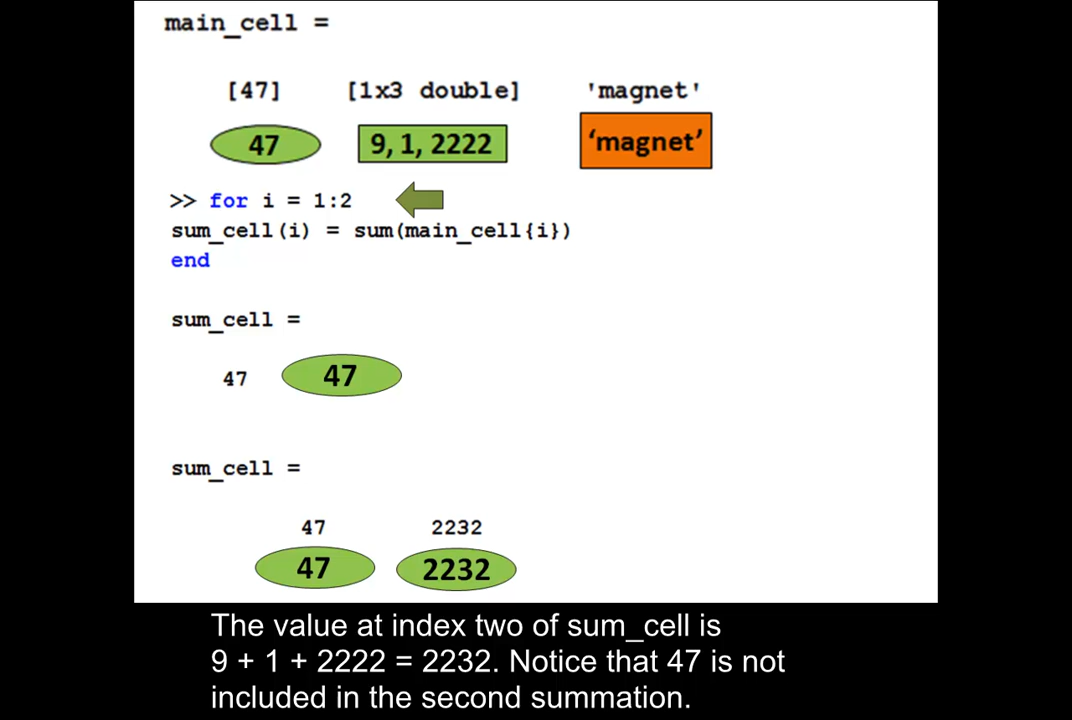 main_cell =
[47] [1x3 double] 'magnet'
47 9, 1, 2222 ‘magnet’
>> for i = 1:2
sum_cell(i) = sum(main_cell{i})
end
sum_cell =
47 47
sum_cell =
47 2232
47 2232
The value at index two of sum_cell is
9 + 1 + 2222 = 2232. Notice that 47 is not
included in the second summation.